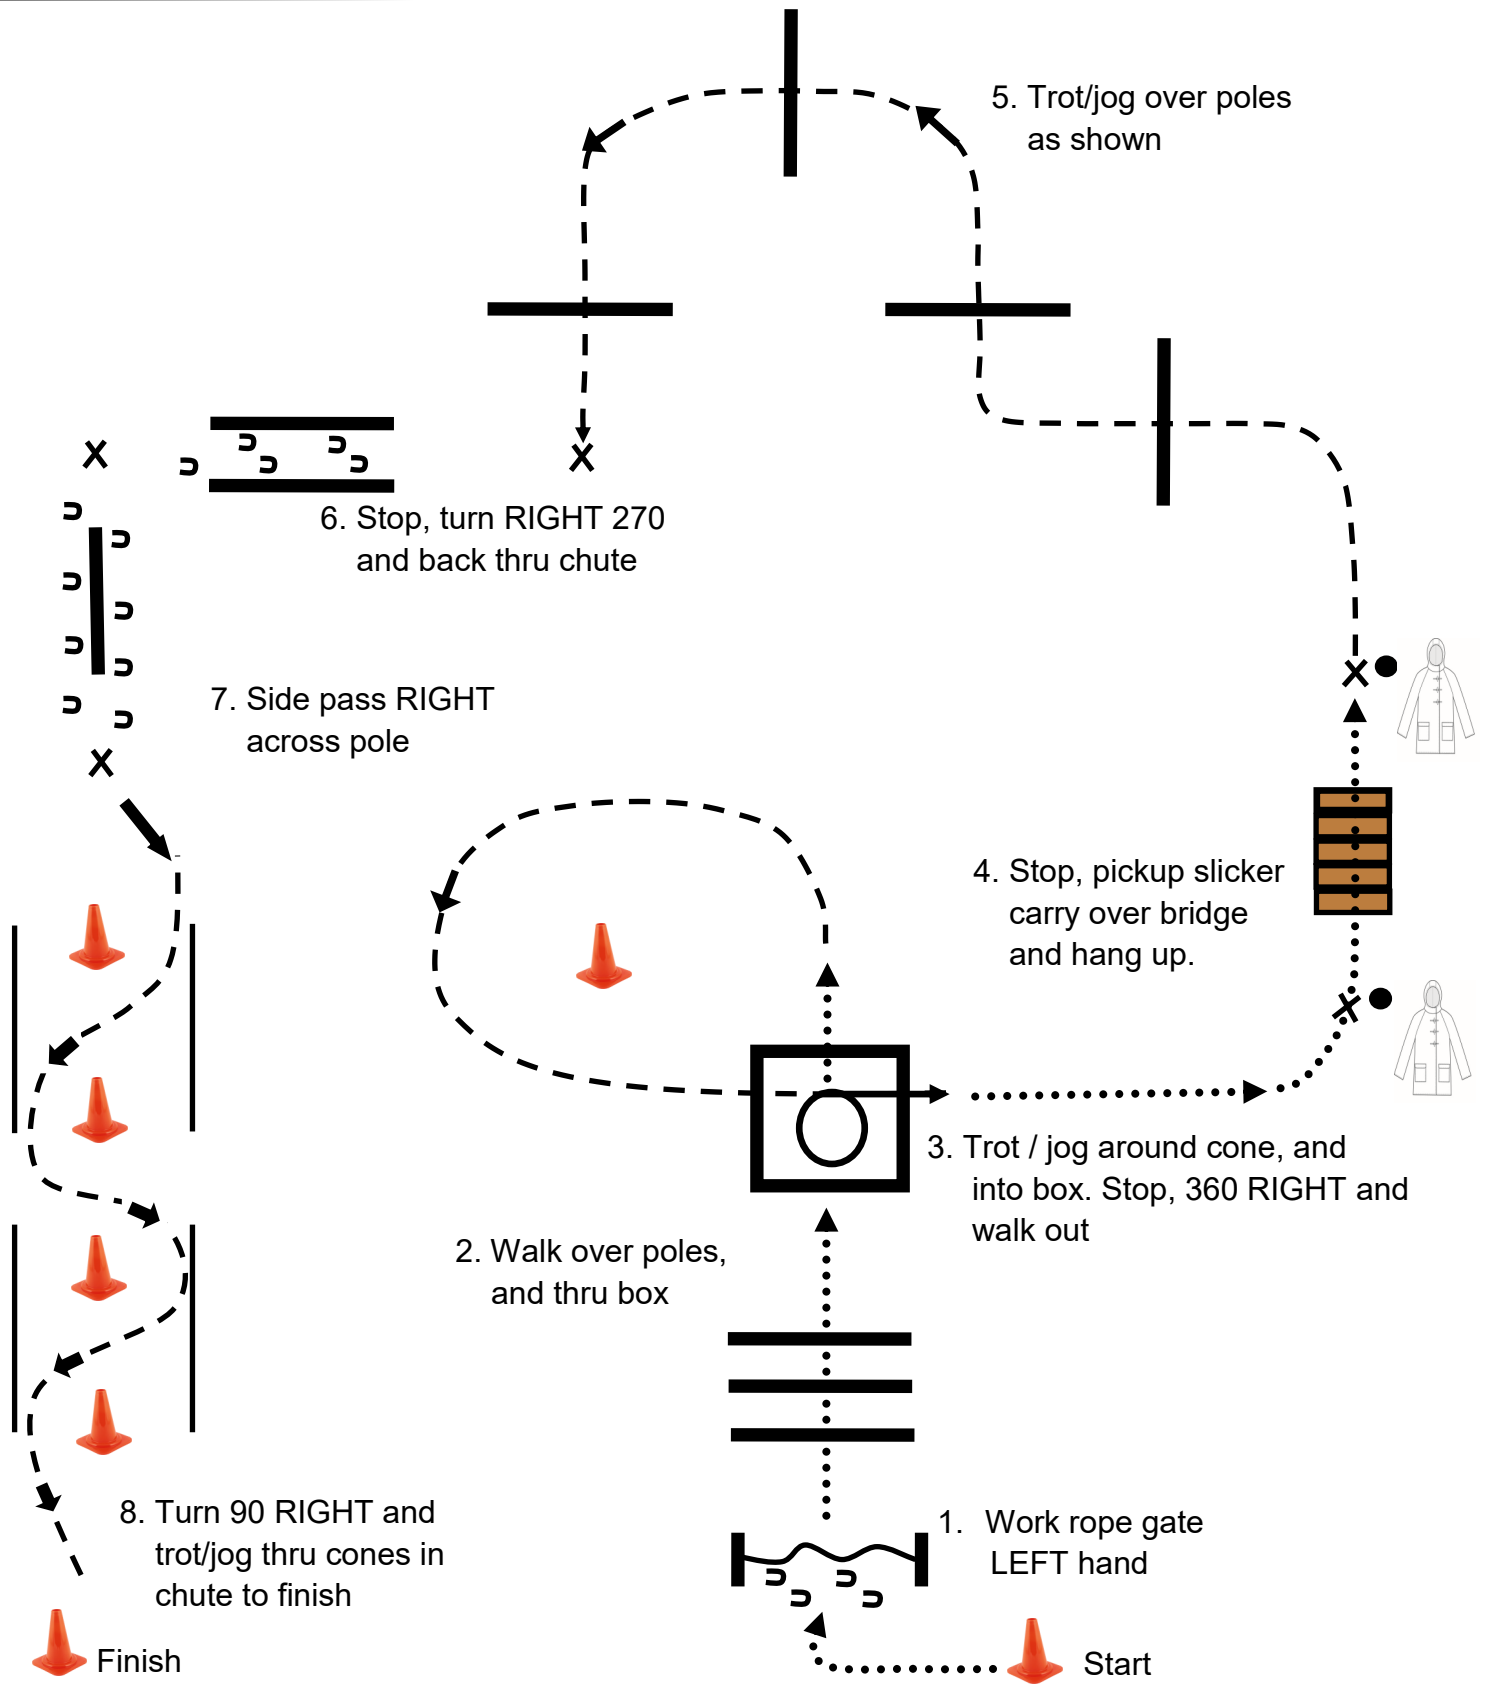 5. Trot/jog over poles
as shown
6. Stop, turn RIGHT 270
and back thru chute
7. Side pass RIGHT
across pole
4. Stop, pickup slicker
carry over bridge
and hang up.
3. Trot / jog around cone, and
into box. Stop, 360 RIGHT and
walk out
2. Walk over poles,
and thru box
8. Turn 90 RIGHT and
trot/jog thru cones in
chute to finish
1. Work rope gate
LEFT hand
Finish
Start